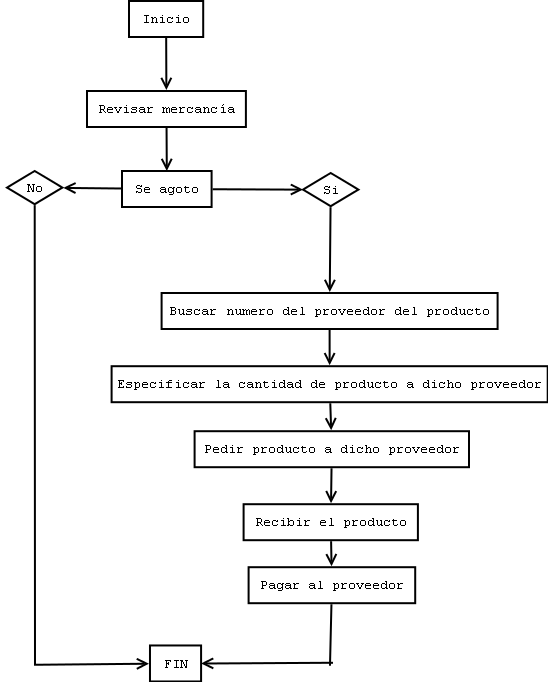 Inicio
Revisar mercancía
No
Se agoto
Si
Buscar numero del proveedor del producto
Especificar la cantidad de producto a dicho proveedor
Pedir producto a dicho proveedor
Recibir el producto
Pagar al proveedor
FIN